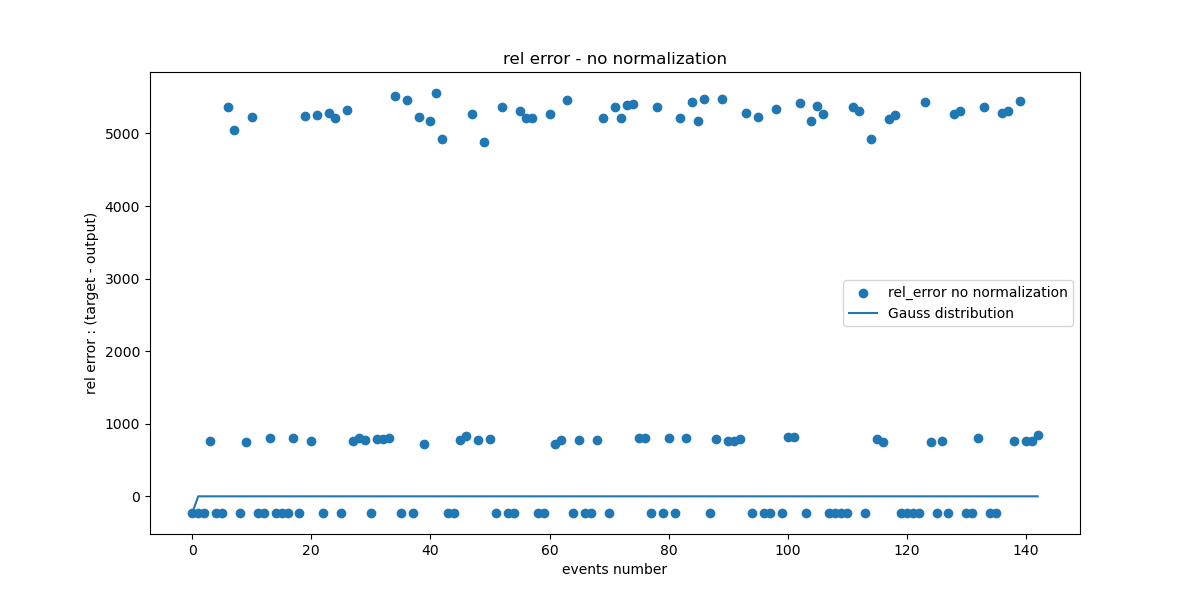 rel error - no normalization
rel error : (target - output)
5000
4000
3000
2000
1000
0
rel_error no normalization
Gauss distribution
0 20 40 60 80 100 120 140
events number